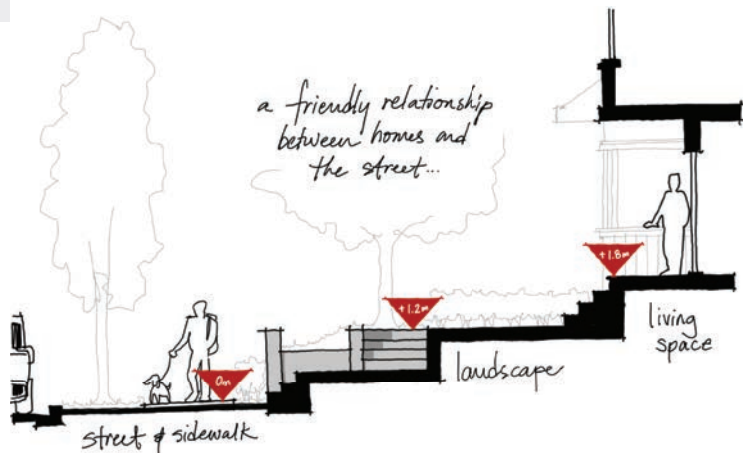 a friendly relationship
between homes and
the street...
+1.8m
+1.2m
living
space
landscape
0m
street & sidewalk